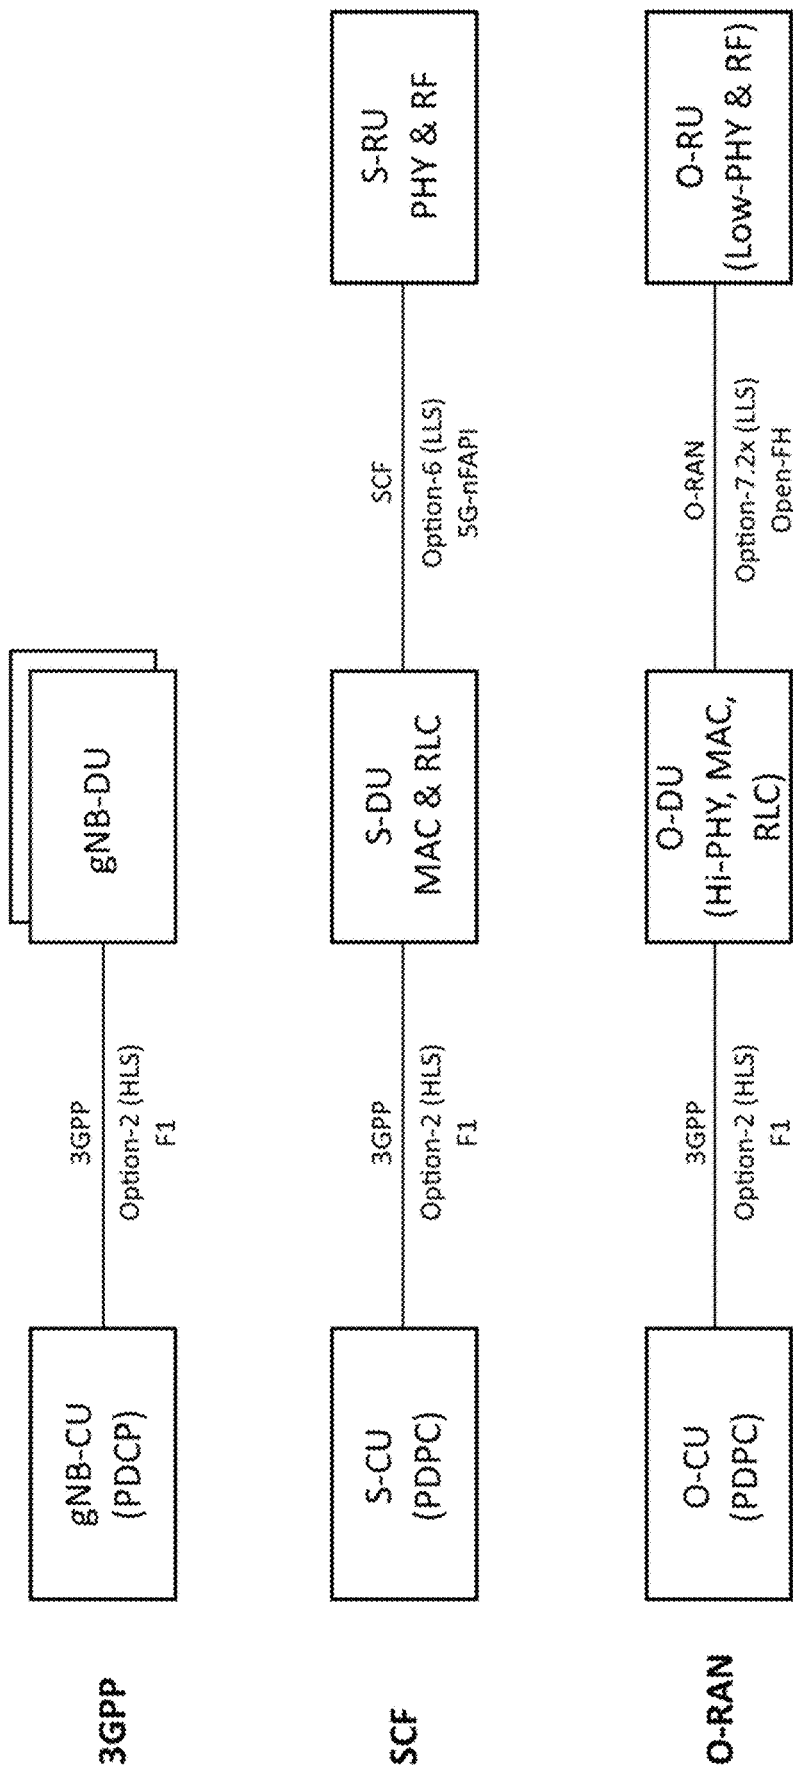 3GPP
gNB-CU
(PDCP)
3GPP
Option-2 (HLS)
F1
gNB-DU
SCF
S-CU
(PDPC)
3GPP
Option-2 (HLS)
F1
S-DU
MAC & RLC
SCF
Option-6 (LLS)
5G-nFAPI
S-RU
PHY & RF
O-RAN
O-CU
(PDPC)
3GPP
Option-2 (HLS)
F1
O-DU
(Hi-PHY, MAC,
RLC)
O-RAN
Option-7.2x (LLS)
Open-FH
O-RU
(Low-PHY & RF)